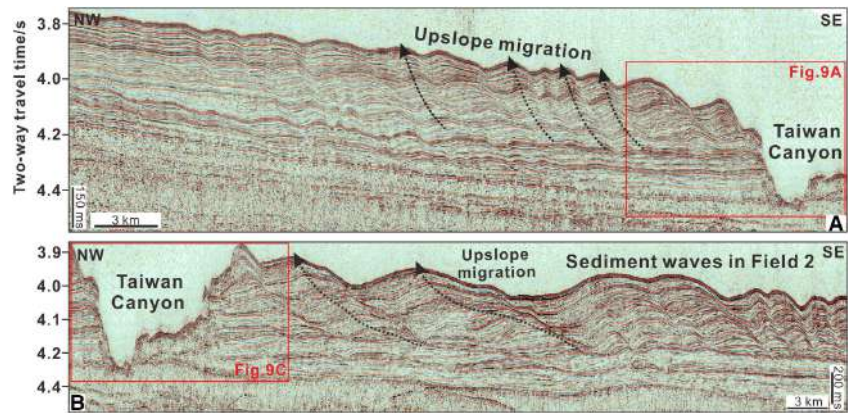 NW
SE
3.8
4.0
4.2
4.4
Two-way travel time/s
Upslope migration
Fig.9A
Taiwan
Canyon
150 ms
3 km
A
NW
SE
3.9
4.0
4.1
4.2
4.4
Taiwan
Canyon
Upslope
migration
Sediment waves in Field 2
Fig.9C
B
3 km
200 ms